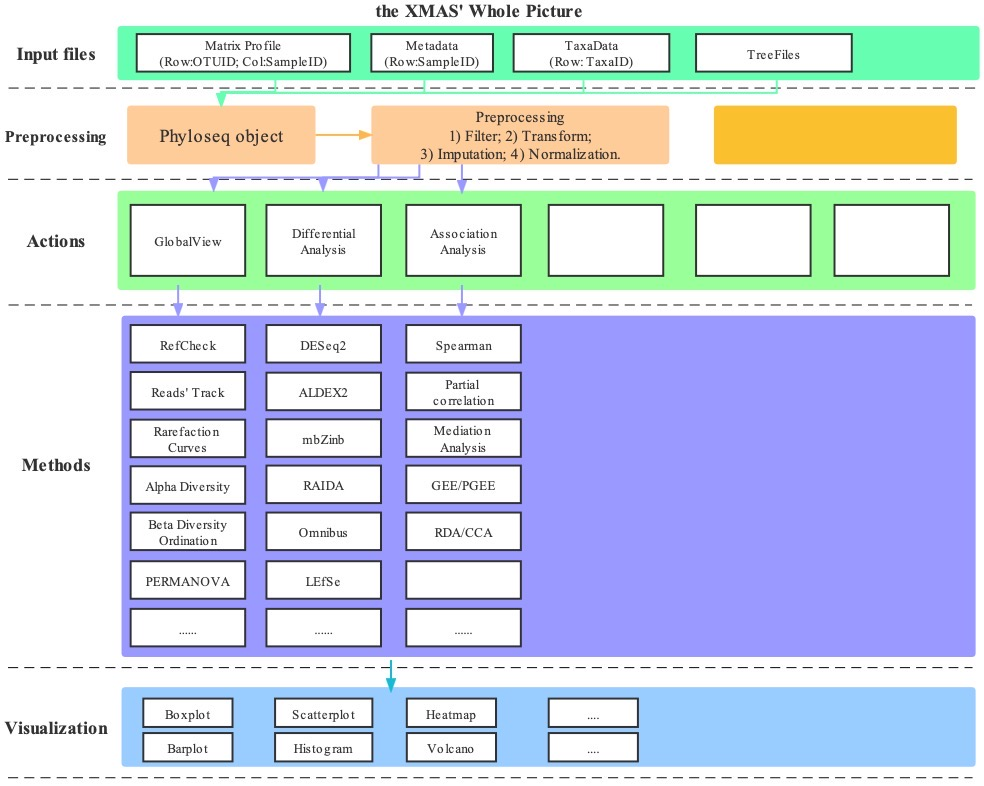 the XMAS' Whole Picture
Input files
Matrix Profile
(Row:OTUID; Col:SampleID)
Metadata
(Row:SampleID)
TaxaData
(Row: TaxaID)
TreeFiles
Preprocessing
Phyloseq object
Preprocessing
1) Filter; 2) Transform;
3) Imputation; 4) Normalization.
Actions
GlobalView
Differential
Analysis
Association
Analysis
Methods
RefCheck
DESeq2
Spearman
Reads' Track
ALDEX2
Partial
correlation
Rarefaction
Curves
mbZinb
Mediation
Analysis
Alpha Diversity
RAIDA
GEE/PGEE
Beta Diversity
Ordination
Omnibus
RDA/CCA
PERMANOVA
LEfSe
......
......
......
Visualization
Boxplot
Scatterplot
Heatmap
....
Barplot
Histogram
Volcano
....